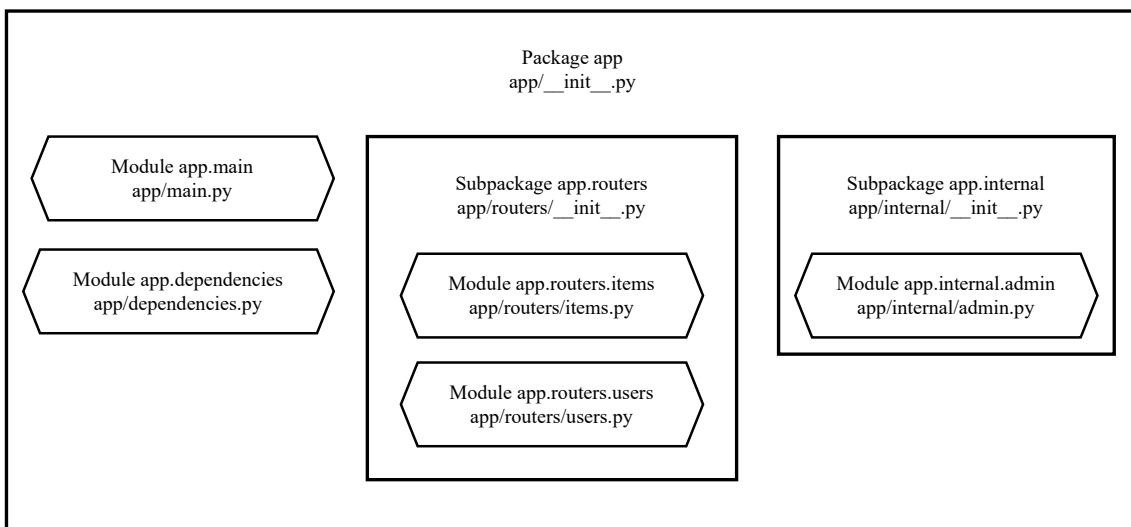 Package app
app/__init__.py
Module app.main
app/main.py
Module app.dependencies
app/dependencies.py
Subpackage app.routers
app/routers/__init__.py
Module app.routers.items
app/routers/items.py
Module app.routers.users
app/routers/users.py
Subpackage app.internal
app/internal/__init__.py
Module app.internal.admin
app/internal/admin.py